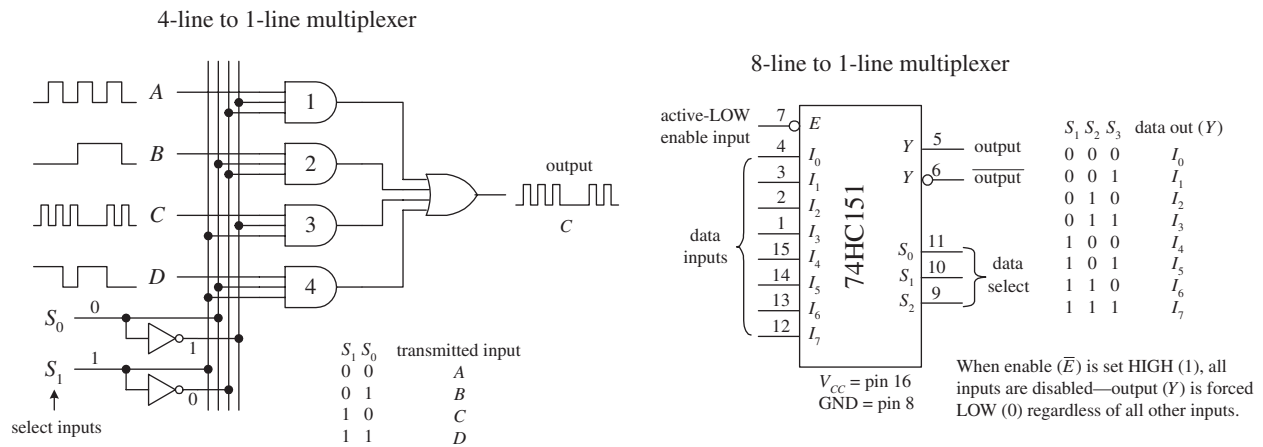 4-line to 1-line multiplexer
A
1
B
2
C
3
D
4
output
C
S₀
0
1
S₁
1
0
select inputs
S₁ S₀ transmitted input
0 0 A
0 1 B
1 0 C
1 1 D
8-line to 1-line multiplexer
active-LOW
enable input
data
inputs
7 E
4 I₀
3 I₁
2 I₂
1 I₃
15 I₄
14 I₅
13 I₆
12 I₇
74HC151
Y 5 output
Y 6 o̅u̅t̅p̅u̅t̅
S₀ 11
S₁ 10
S₂ 9
data
select
V_CC = pin 16
GND = pin 8
S₁ S₂ S₃ data out (Y)
0 0 0 I₀
0 0 1 I₁
0 1 0 I₂
0 1 1 I₃
1 0 0 I₄
1 0 1 I₅
1 1 0 I₆
1 1 1 I₇
When enable (E̅) is set HIGH (1), all
inputs are disabled—output (Y) is forced
LOW (0) regardless of all other inputs.